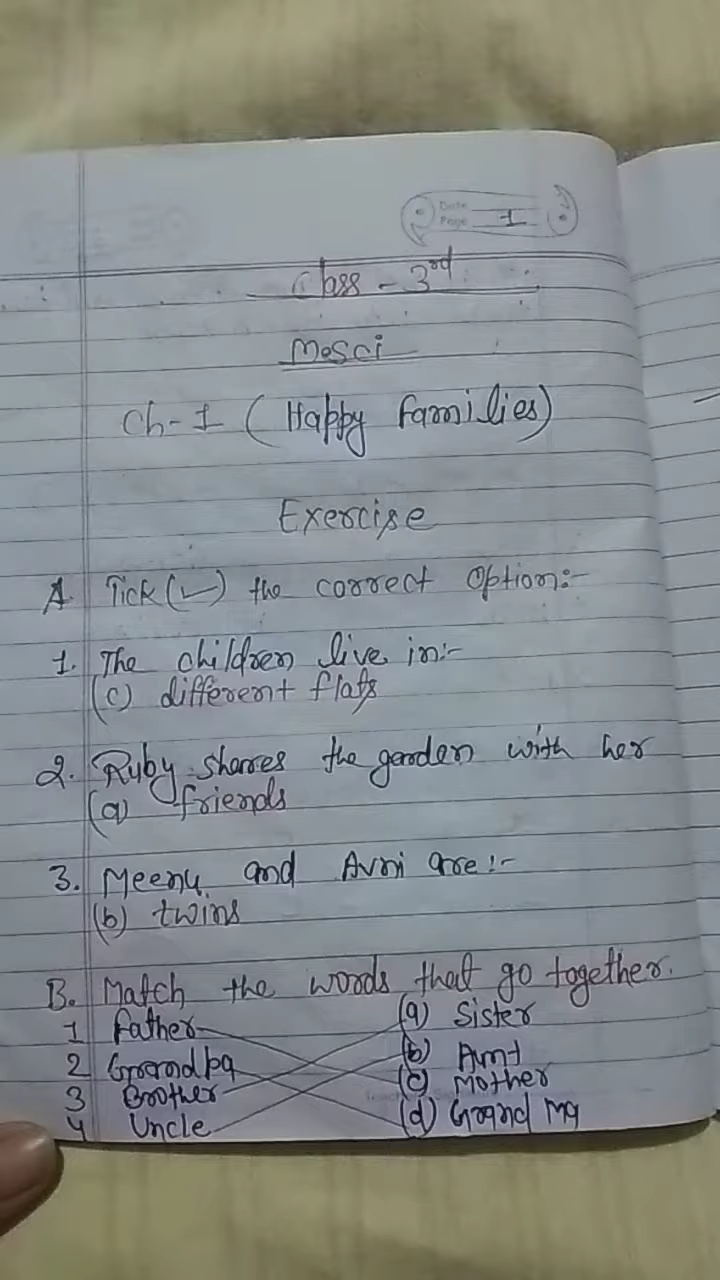 Date
Page 1
Class - 3rd
Mosci
Ch-1 (Happy families)
Exercise
A. Tick (✓) the correct Option:-
1. The children live in:-
(c) different flats
2. Ruby shares the garden with her
(a) friends
3. Meenu and Avni are:-
(b) twins
B. Match the words that go together.
1 father (a) Sister
2 Grandpa (b) Aunt
3 Brother (c) Mother
4 Uncle (d) Grand ma